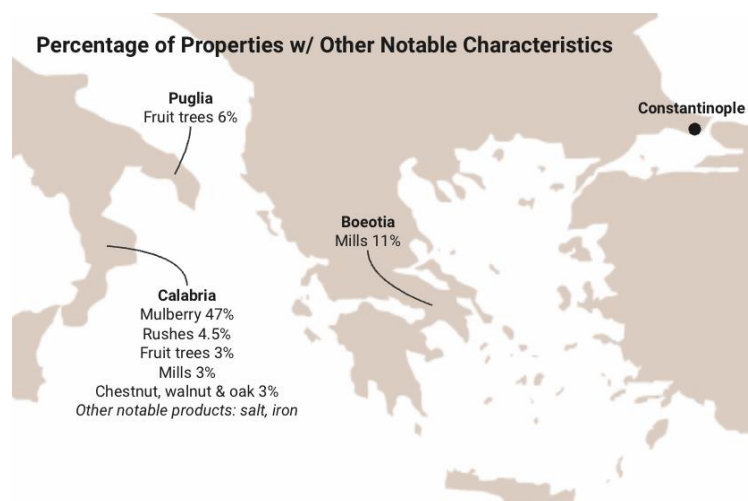 Percentage of Properties w/ Other Notable Characteristics
Puglia
Fruit trees 6%
Constantinople
Boeotia
Mills 11%
Calabria
Mulberry 47%
Rushes 4.5%
Fruit trees 3%
Mills 3%
Chestnut, walnut & oak 3%
Other notable products: salt, iron